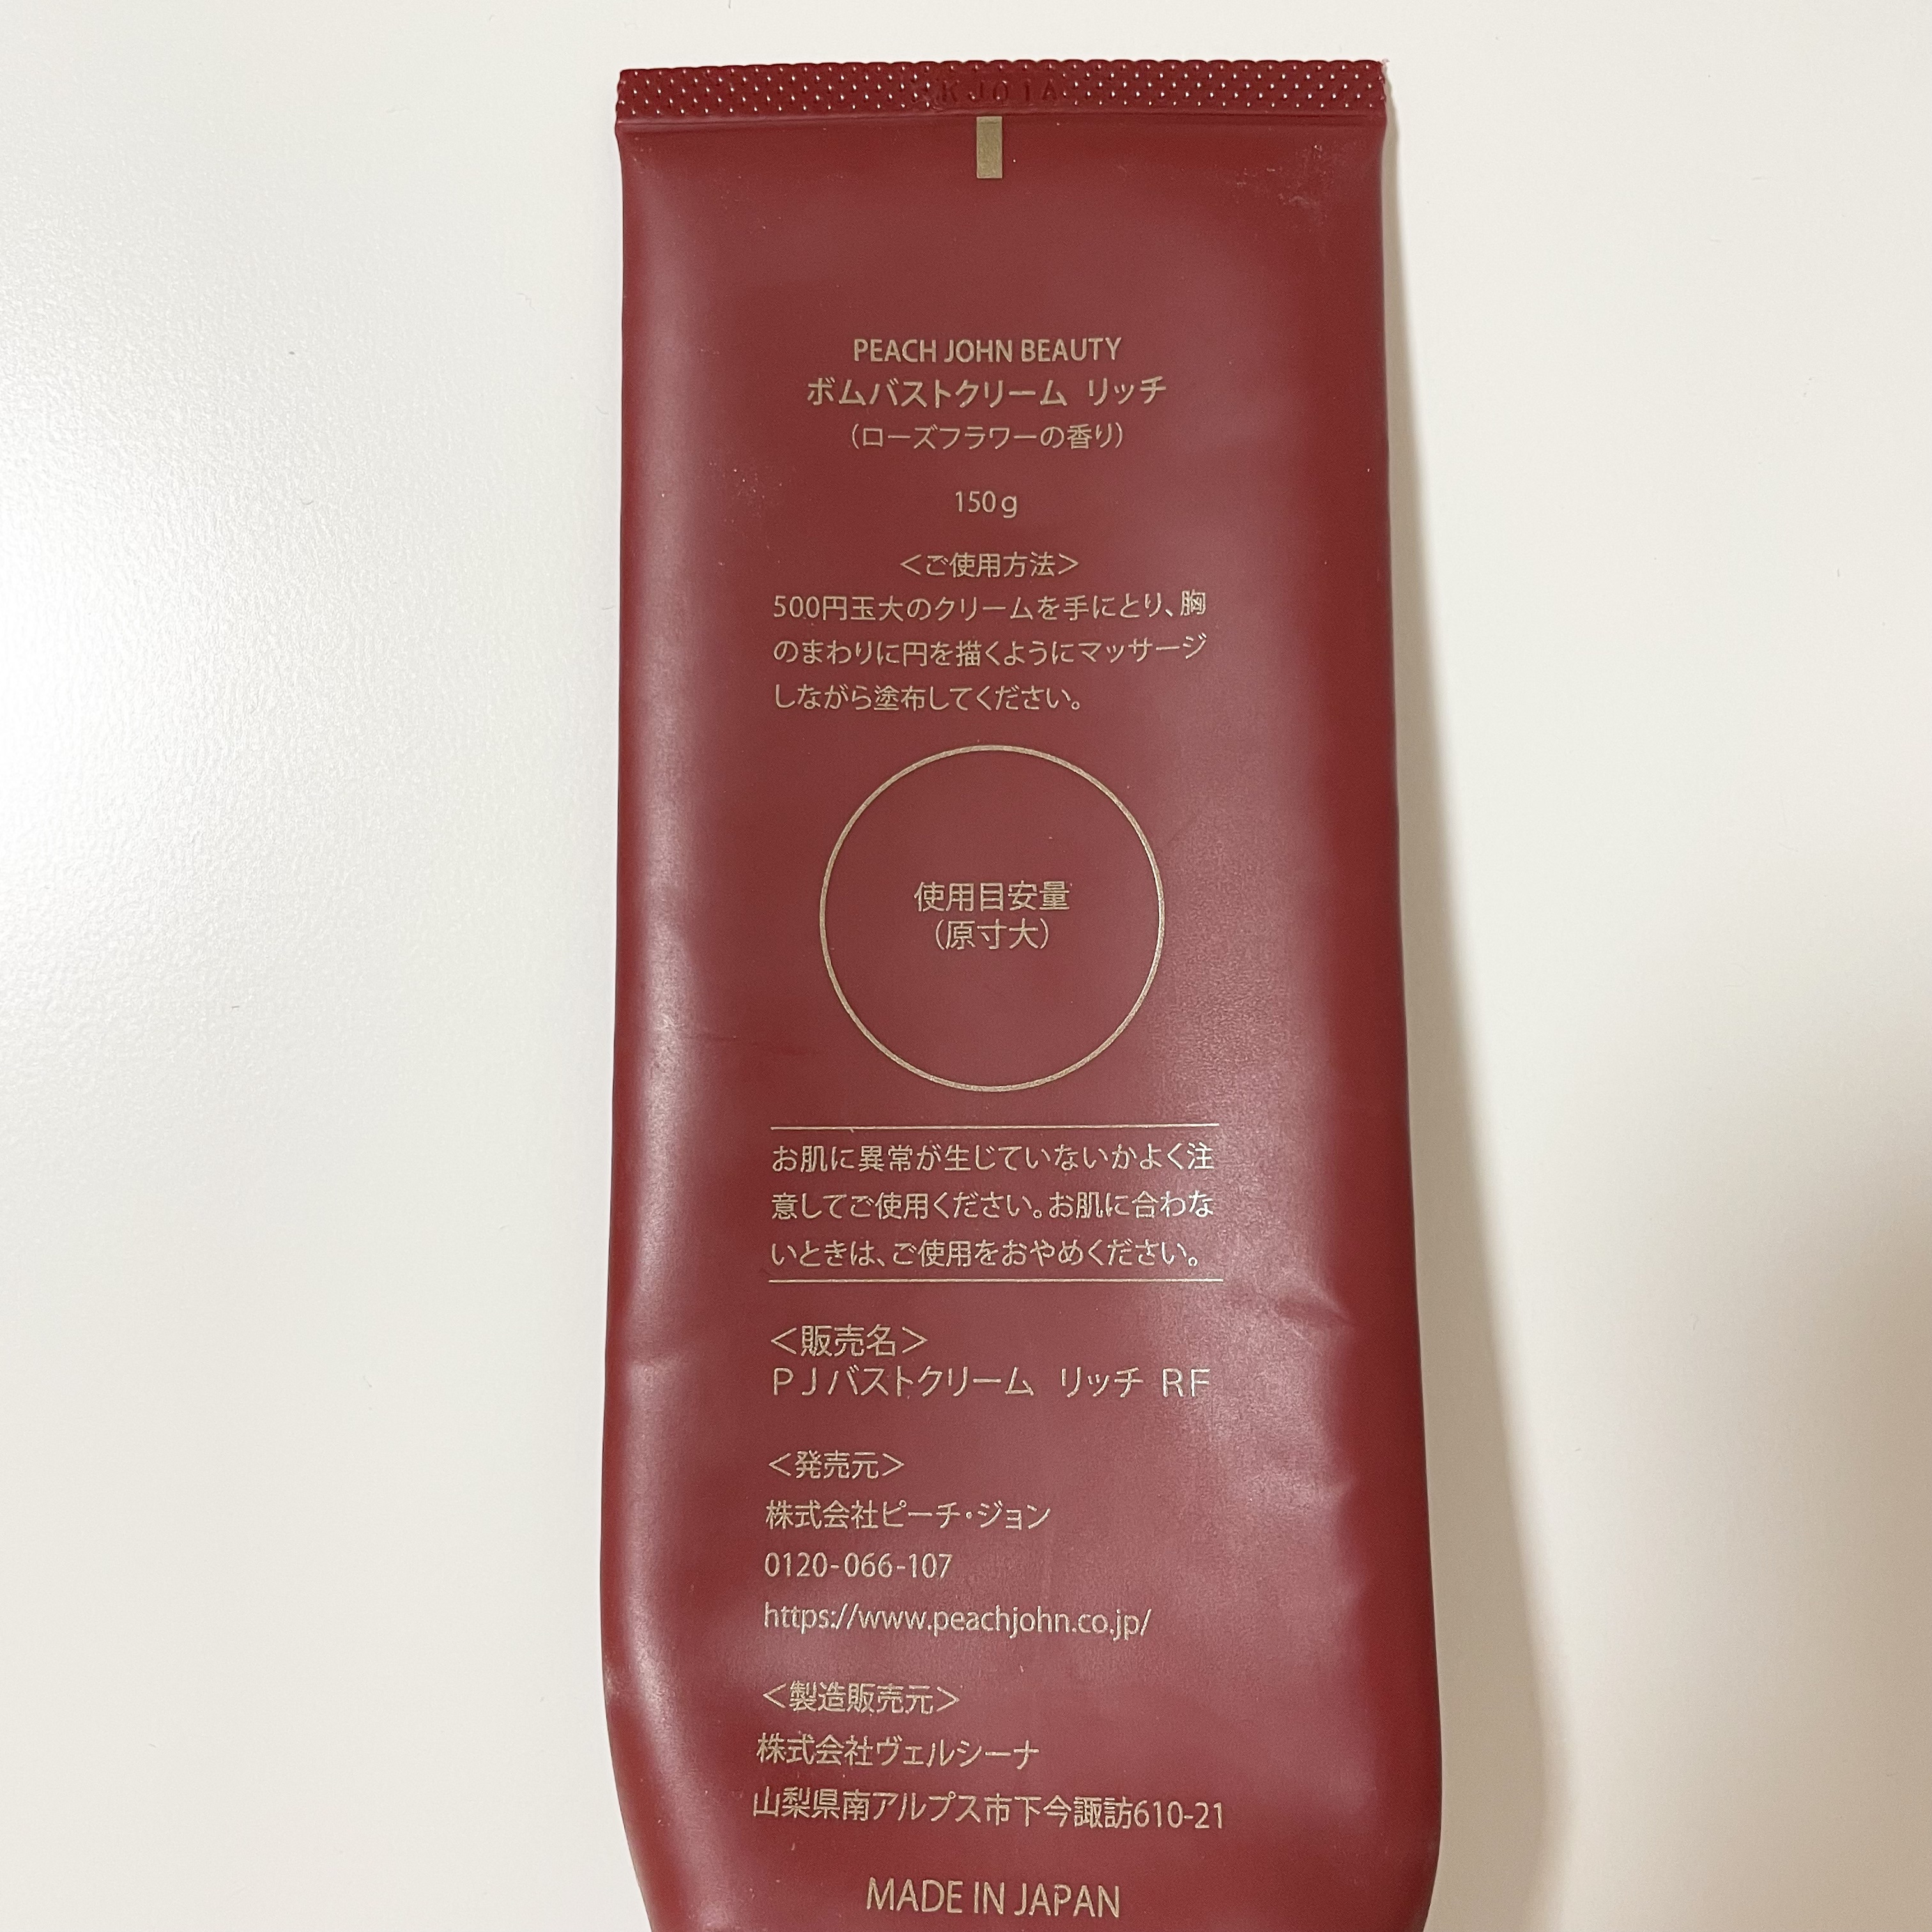 KJ01A
PEACH JOHN BEAUTY
ボムバストクリーム リッチ
(ローズフラワーの香り)
150g
<ご使用方法>
500円玉大のクリームを手にとり、胸
のまわりに円を描くようにマッサージ
しながら塗布してください。
使用目安量
(原寸大)
お肌に異常が生じていないかよく注
意してご使用ください。お肌に合わな
いときは、ご使用をおやめください。
<販売名>
PJバストクリーム リッチ RF
<発売元>
株式会社ピーチ・ジョン
0120-066-107
https://www.peachjohn.co.jp/
<製造販売元>
株式会社ヴェルシーナ
山梨県南アルプス市下今諏訪610-21
MADE IN JAPAN